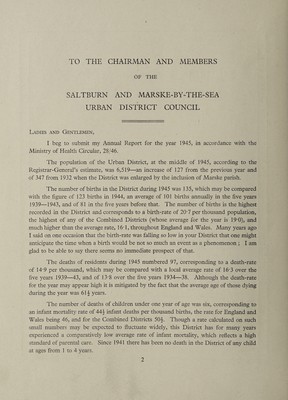 TO THE CHAIRMAN AND MEMBERS
OF THE
SALTBURN AND MARSKE-BY-THE-SEA
URBAN DISTRICT COUNCIL
LADIES AND GENTLEMEN,
I beg to submit my Annual Report for the year 1945, in accordance with the
Ministry of Health Circular, 28/46.
The population of the Urban District, at the middle of 1945, according to the
Registrar-General's estimate, was 6,519—an increase of 127 from the previous year and
of 347 from 1932 when the District was enlarged by the inclusion of Marske parish.
The number of births in the District during 1945 was 135, which may be compared
with the figure of 123 births in 1944, an average of 101 births annually in the five years
1939—1943, and of 81 in the five years before that. The number of births is the highest
recorded in the District and corresponds to a birth-rate of 20·7 per thousand population,
the highest of any of the Combined Districts (whose average for the year is 19·0), and
much higher than the average rate, 16·1, throughout England and Wales. Many years ago
I said on one occasion that the birth-rate was falling so low in your District that one might
anticipate the time when a birth would be not so much an event as a phenomenon ; I am
glad to be able to say there seems no immediate prospect of that.
The deaths of residents during 1945 numbered 97, corresponding to a death-rate
of 14·9 per thousand, which may be compared with a local average rate of 16·3 over the
five years 1939—43, and of 13·8 over the five years 1934—38. Although the death-rate
for the year may appear high it is mitigated by the fact that the average age of those dying
during the year was 61½ years.
The number of deaths of children under one year of age was six, corresponding to
an infant mortality rate of 44½ infant deaths per thousand births, the rate for England and
Wales being 46, and for the Combined Districts 50½. Though a rate calculated on such
small numbers may be expected to fluctuate widely, this District has for many years
experienced a comparatively low average rate of infant mortality, which reflects a high
standard of parental care. Since 1941 there has been no death in the District of any child
at ages from 1 to 4 years.
2